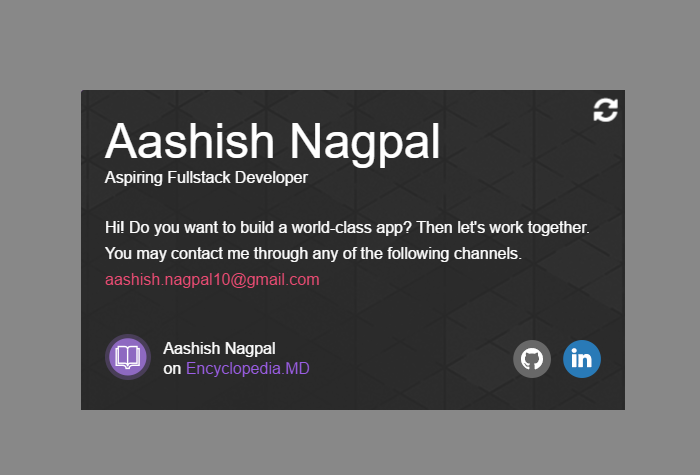 Aashish Nagpal
Aspiring Fullstack Developer
Hi! Do you want to build a world-class app? Then let's work together.
You may contact me through any of the following channels.
aashish.nagpal10@gmail.com
Aashish Nagpal
on Encyclopedia.MD
in